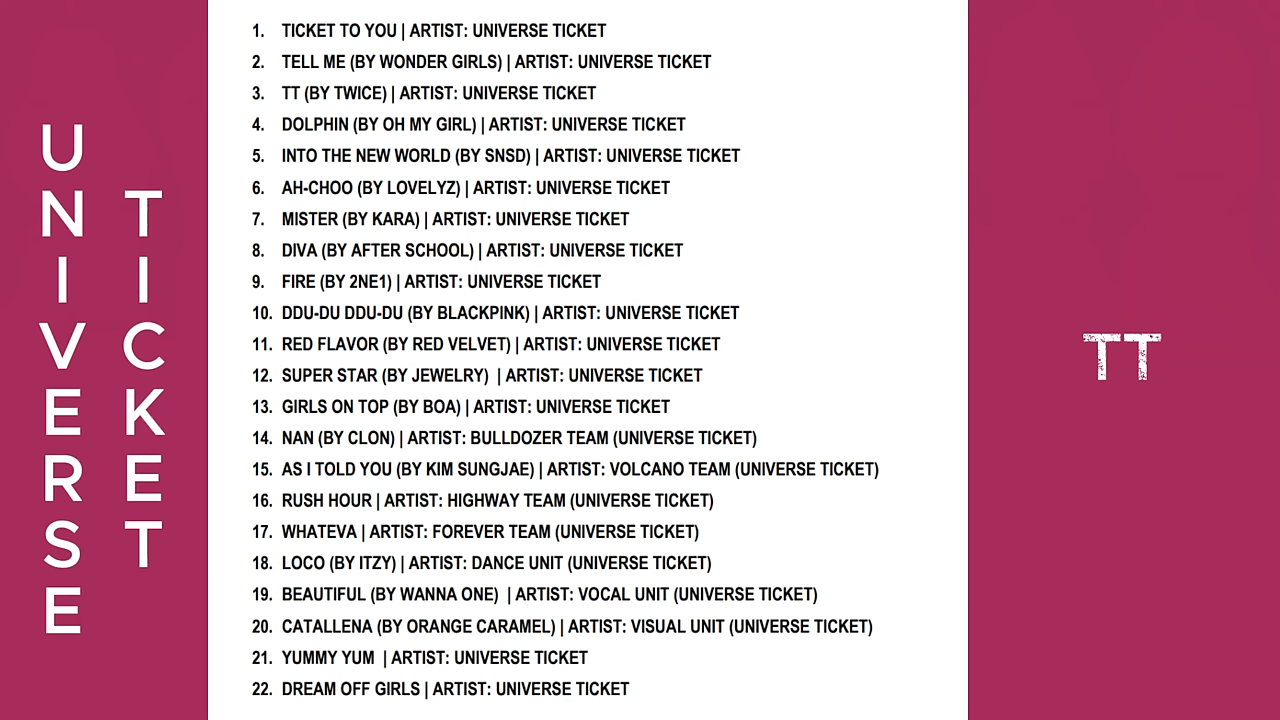 UNIVERSE
TICKET
1. TICKET TO YOU | ARTIST: UNIVERSE TICKET
2. TELL ME (BY WONDER GIRLS) | ARTIST: UNIVERSE TICKET
3. TT (BY TWICE) | ARTIST: UNIVERSE TICKET
4. DOLPHIN (BY OH MY GIRL) | ARTIST: UNIVERSE TICKET
5. INTO THE NEW WORLD (BY SNSD) | ARTIST: UNIVERSE TICKET
6. AH-CHOO (BY LOVELYZ) | ARTIST: UNIVERSE TICKET
7. MISTER (BY KARA) | ARTIST: UNIVERSE TICKET
8. DIVA (BY AFTER SCHOOL) | ARTIST: UNIVERSE TICKET
9. FIRE (BY 2NE1) | ARTIST: UNIVERSE TICKET
10. DDU-DU DDU-DU (BY BLACKPINK) | ARTIST: UNIVERSE TICKET
11. RED FLAVOR (BY RED VELVET) | ARTIST: UNIVERSE TICKET
12. SUPER STAR (BY JEWELRY) | ARTIST: UNIVERSE TICKET
13. GIRLS ON TOP (BY BOA) | ARTIST: UNIVERSE TICKET
14. NAN (BY CLON) | ARTIST: BULLDOZER TEAM (UNIVERSE TICKET)
15. AS I TOLD YOU (BY KIM SUNGJAE) | ARTIST: VOLCANO TEAM (UNIVERSE TICKET)
16. RUSH HOUR | ARTIST: HIGHWAY TEAM (UNIVERSE TICKET)
17. WHATEVA | ARTIST: FOREVER TEAM (UNIVERSE TICKET)
18. LOCO (BY ITZY) | ARTIST: DANCE UNIT (UNIVERSE TICKET)
19. BEAUTIFUL (BY WANNA ONE) | ARTIST: VOCAL UNIT (UNIVERSE TICKET)
20. CATALLENA (BY ORANGE CARAMEL) | ARTIST: VISUAL UNIT (UNIVERSE TICKET)
21. YUMMY YUM | ARTIST: UNIVERSE TICKET
22. DREAM OFF GIRLS | ARTIST: UNIVERSE TICKET
TT